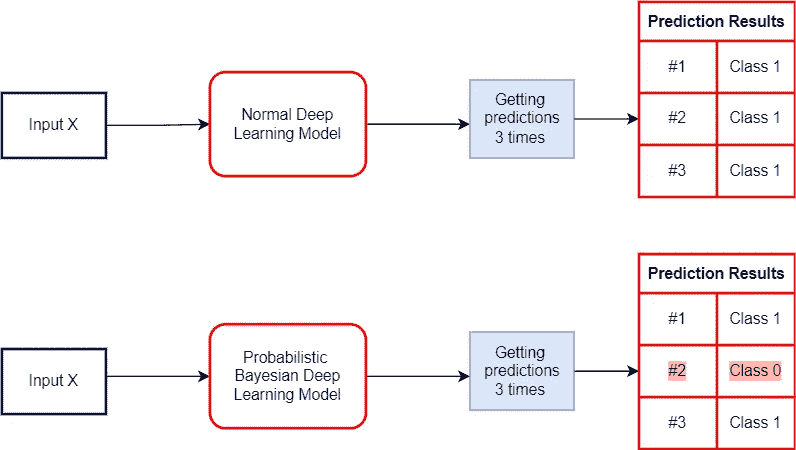 Input X
Normal Deep
Learning Model
Getting
predictions
3 times
Prediction Results
#1 Class 1
#2 Class 1
#3 Class 1
Input X
Probabilistic
Bayesian Deep
Learning Model
Getting
predictions
3 times
Prediction Results
#1 Class 1
#2 Class 0
#3 Class 1